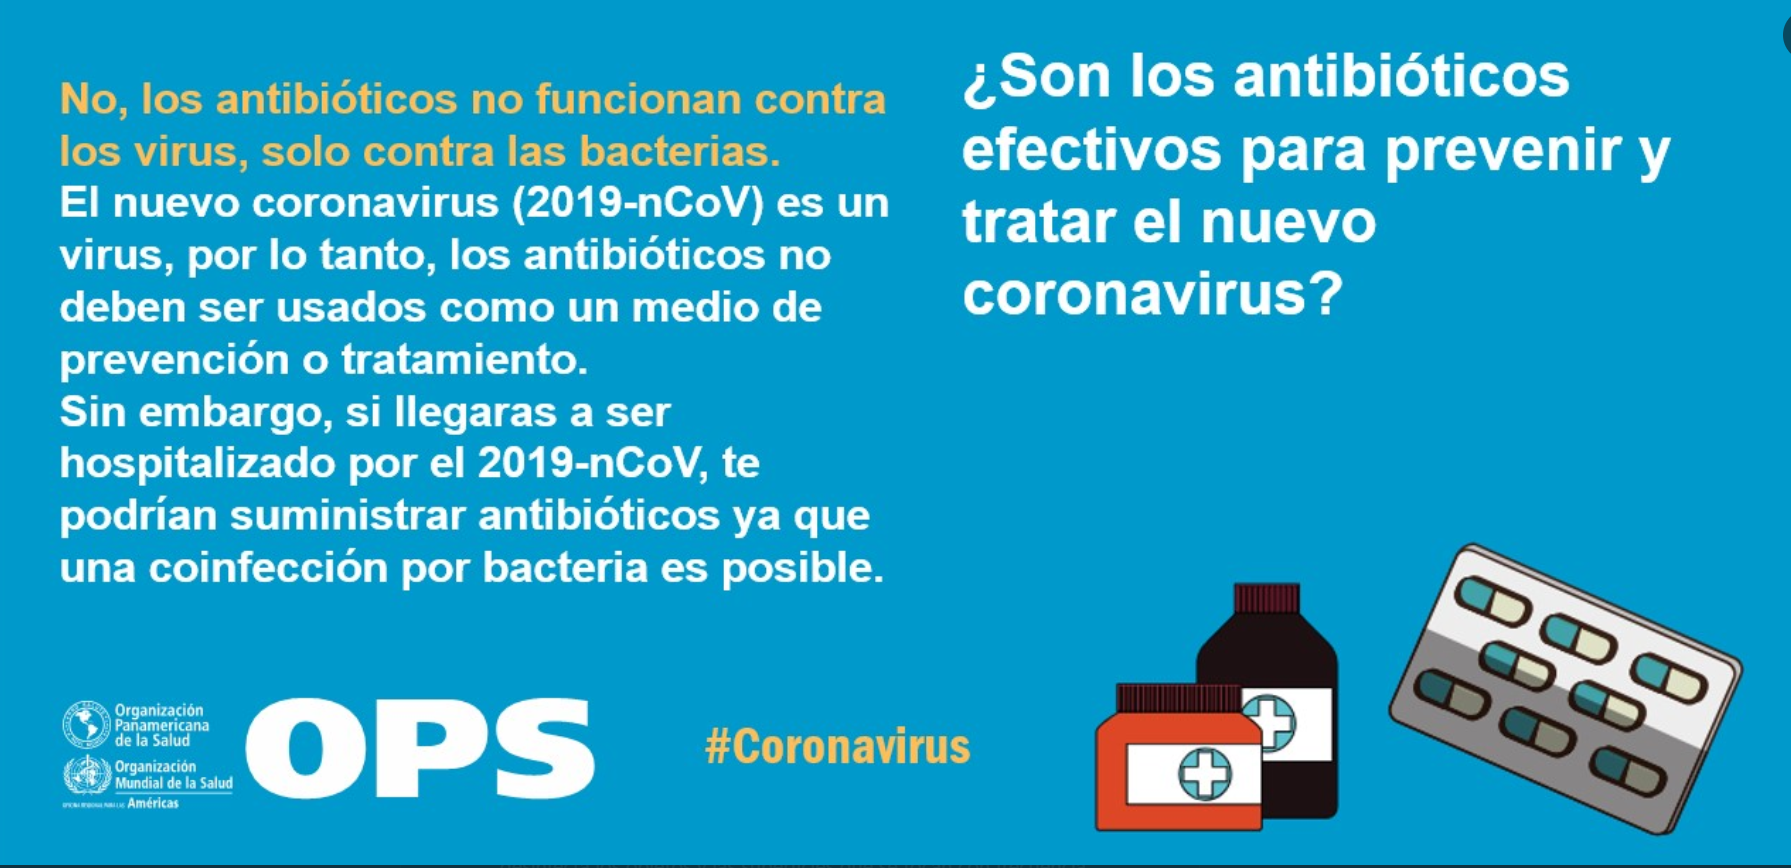 No, los antibióticos no funcionan contra
los virus, solo contra las bacterias.
El nuevo coronavirus (2019-nCoV) es un
virus, por lo tanto, los antibióticos no
deben ser usados como un medio de
prevención o tratamiento.
Sin embargo, si llegaras a ser
hospitalizado por el 2019-nCoV, te
podrían suministrar antibióticos ya que
una coinfección por bacteria es posible.
¿Son los antibióticos
efectivos para prevenir y
tratar el nuevo
coronavirus?
Organización
Panamericana
de la Salud
Organización
Mundial de la Salud
Américas
OPS
#Coronavirus